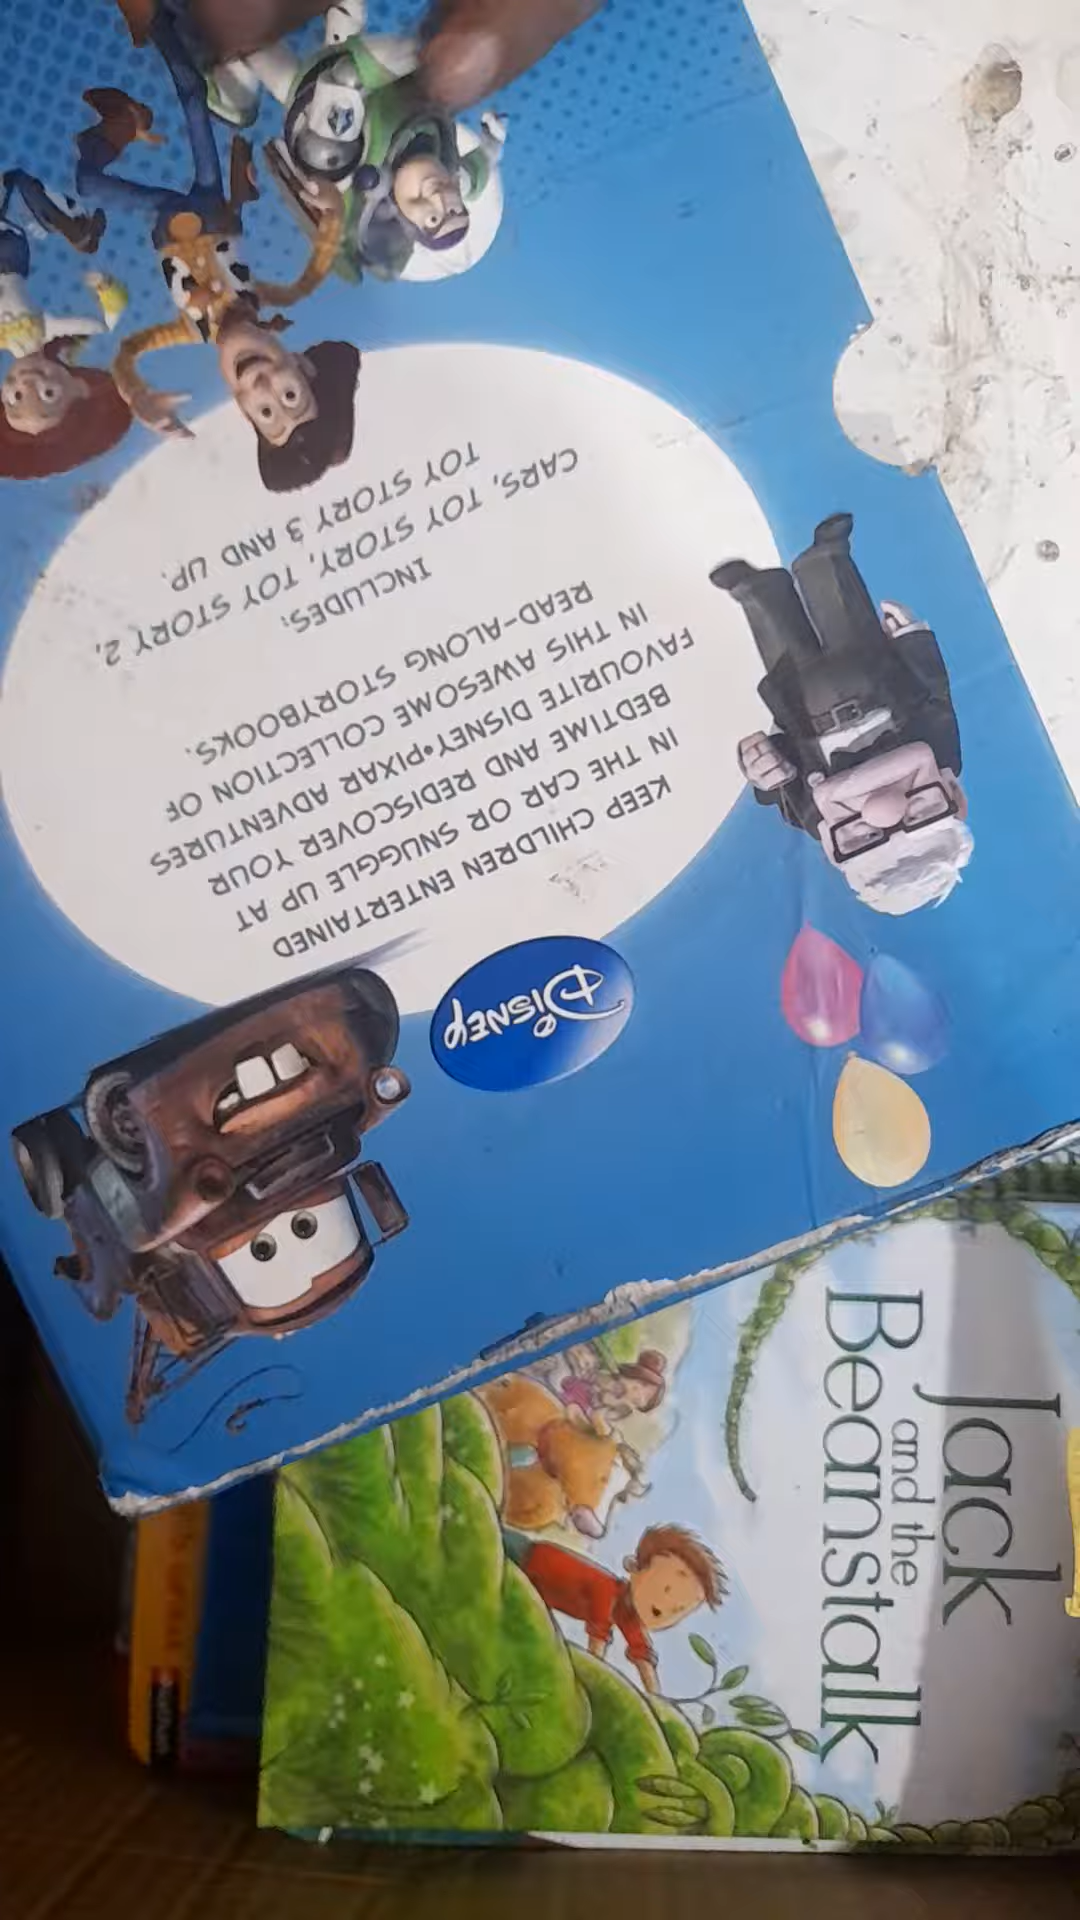 Disney
KEEP CHILDREN ENTERTAINED
IN THE CAR OR SNUGGLE UP AT
BEDTIME AND REDISCOVER YOUR
FAVOURITE DISNEY•PIXAR ADVENTURES
IN THIS AWESOME COLLECTION OF
READ-ALONG STORYBOOKS.
INCLUDES:
CARS, TOY STORY, TOY STORY 2,
TOY STORY 3 AND UP.
Jack
and the
Beanstalk